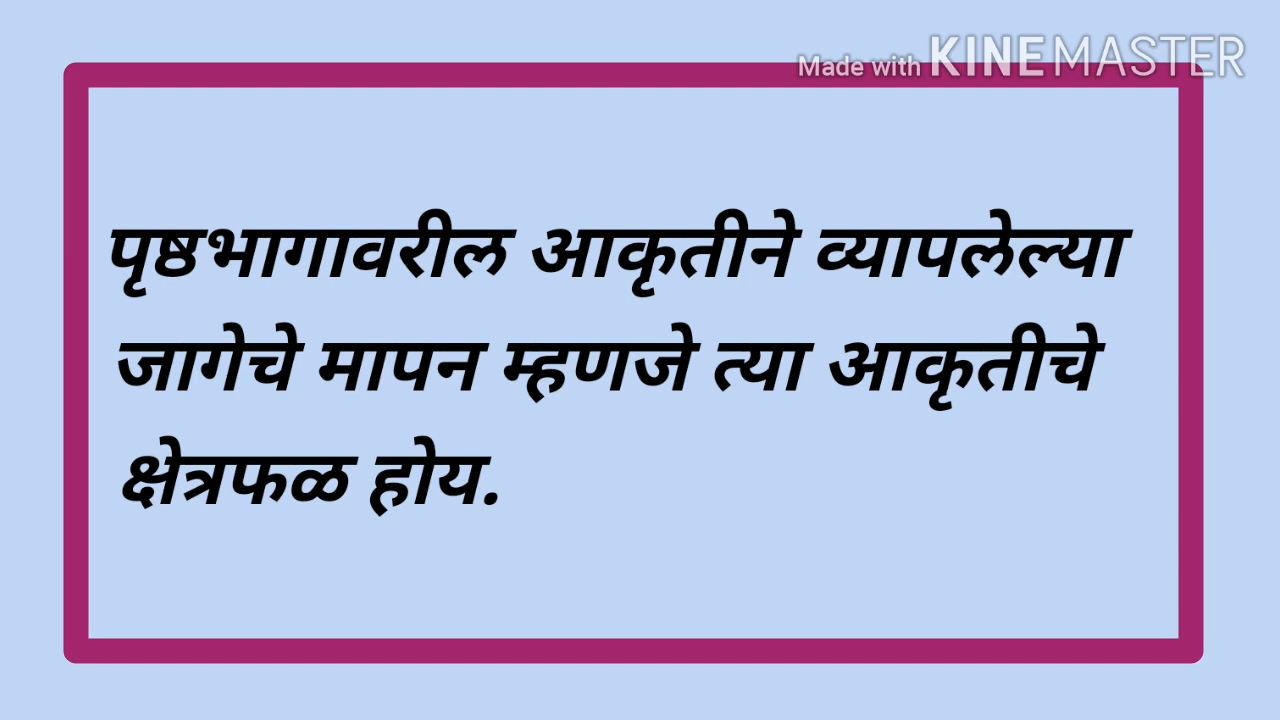 Made with KINEMASTER
पृष्ठभागावरील आकृतीने व्यापलेल्या
जागेचे मापन म्हणजे त्या आकृतीचे
क्षेत्रफळ होय.